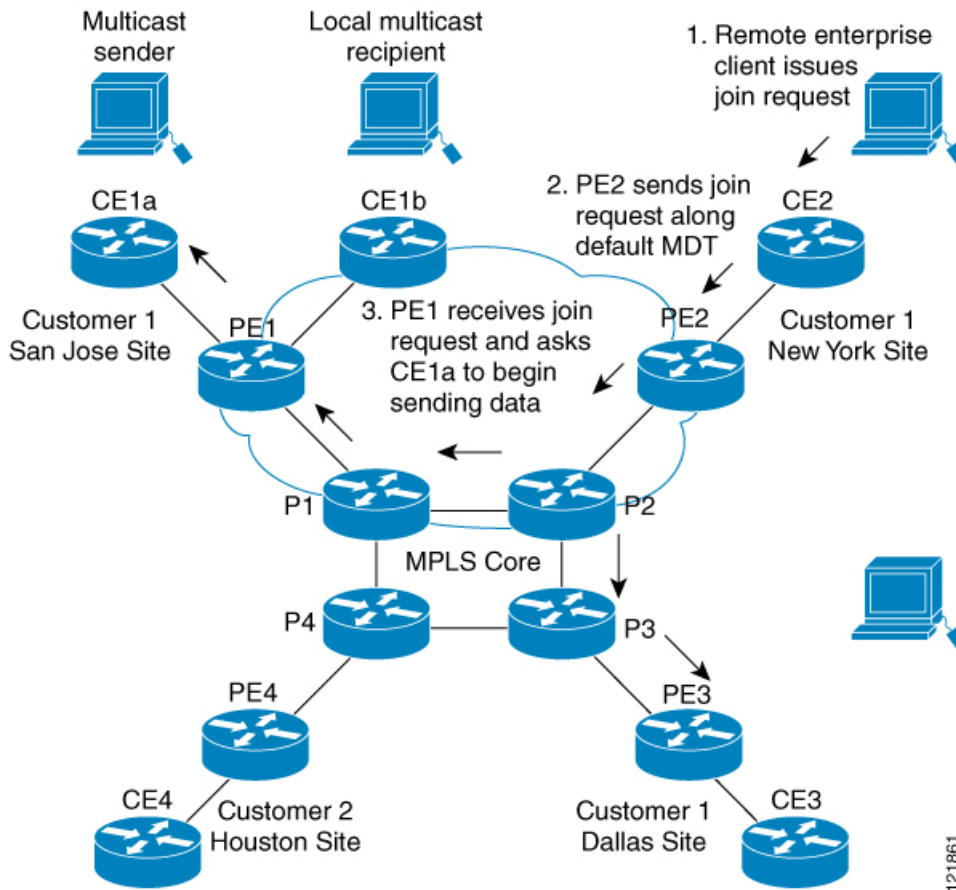 Multicast
sender
Local multicast
recipient
1. Remote enterprise
client issues
join request
CE1a
CE1b
2. PE2 sends join
request along
default MDT
CE2
Customer 1
San Jose Site
PE1
3. PE1 receives join
request and asks
CE1a to begin
sending data
PE2
Customer 1
New York Site
P1
P2
MPLS Core
P4
P3
PE4
PE3
CE4
Customer 2
Houston Site
Customer 1
Dallas Site
CE3
121861